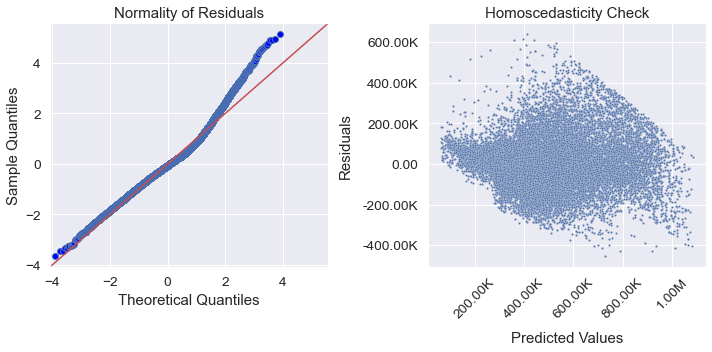 Normality of Residuals
Sample Quantiles
4
2
0
−2
−4
−4
−2
0
2
4
Theoretical Quantiles
Homoscedasticity Check
Residuals
600.00K
400.00K
200.00K
0.00
-200.00K
-400.00K
200.00K
400.00K
600.00K
800.00K
1.00M
Predicted Values